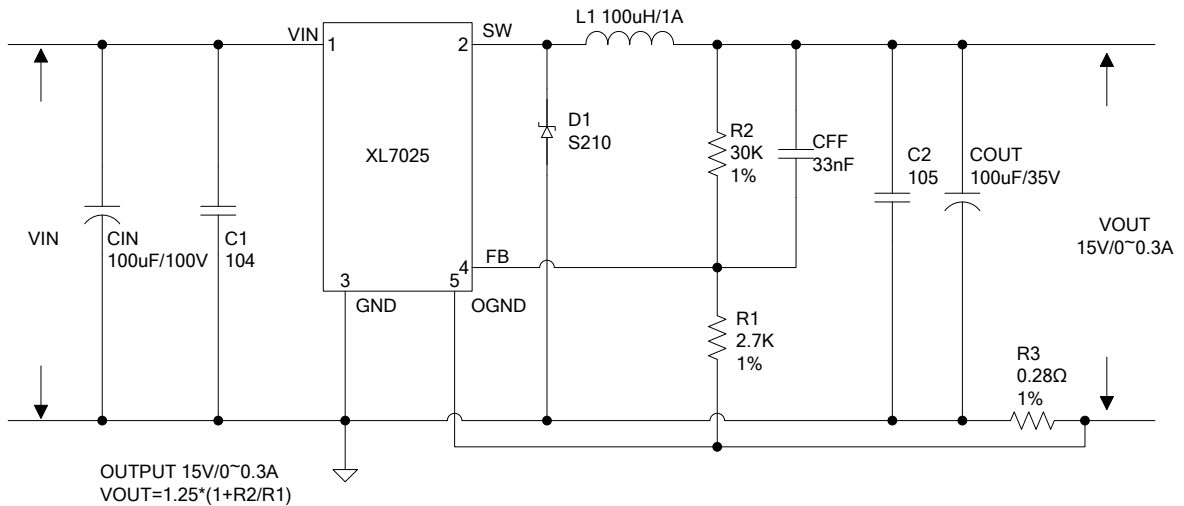 L1 100uH/1A
VIN
1
2
SW
XL7025
D1
S210
R2
30K
1%
CFF
33nF
C2
105
COUT
100uF/35V
VIN
CIN
100uF/100V
C1
104
VOUT
15V/0~0.3A
4
FB
3
5
GND
OGND
R1
2.7K
1%
R3
0.28Ω
1%
OUTPUT 15V/0~0.3A
VOUT=1.25*(1+R2/R1)